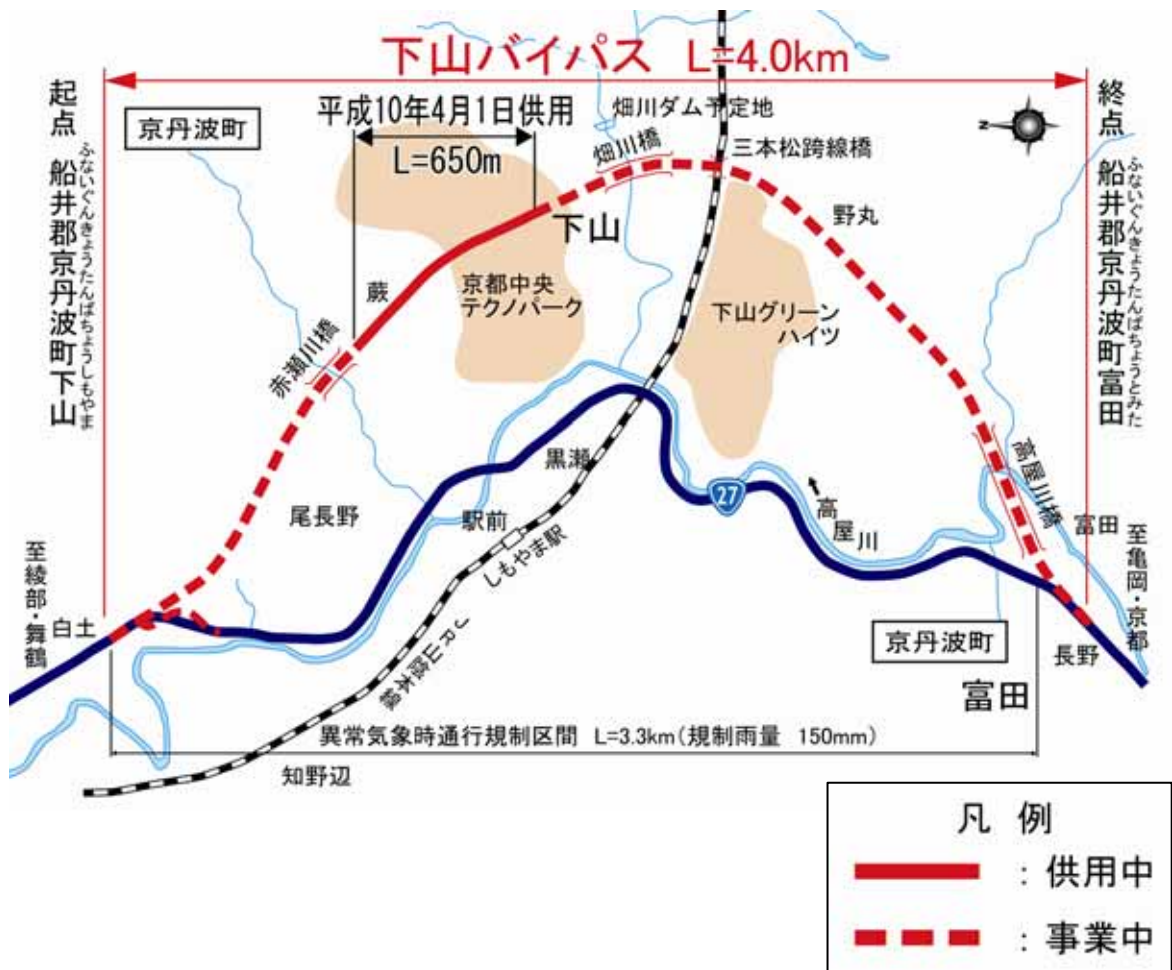 下山バイパス L=4.0km
起点 船井郡京丹波町下山
ふないぐんきょうたんばちょうしもやま
京丹波町
平成10年4月1日供用
L=650m
畑川ダム予定地
畑川橋
三本松跨線橋
N
終点 船井郡京丹波町富田
ふないぐんきょうたんばちょうとみた
下山
野丸
蕨
京都中央
テクノパーク
下山グリーン
ハイツ
赤瀬川橋
黒瀬
尾長野
駅前
しもやま駅
27
高屋川
高屋川橋
富田
至亀岡・京都
至綾部・舞鶴
白土
JR山陰本線
京丹波町
長野
富田
異常気象時通行規制区間 L=3.3km(規制雨量 150mm)
知野辺
凡例
：供用中
：事業中